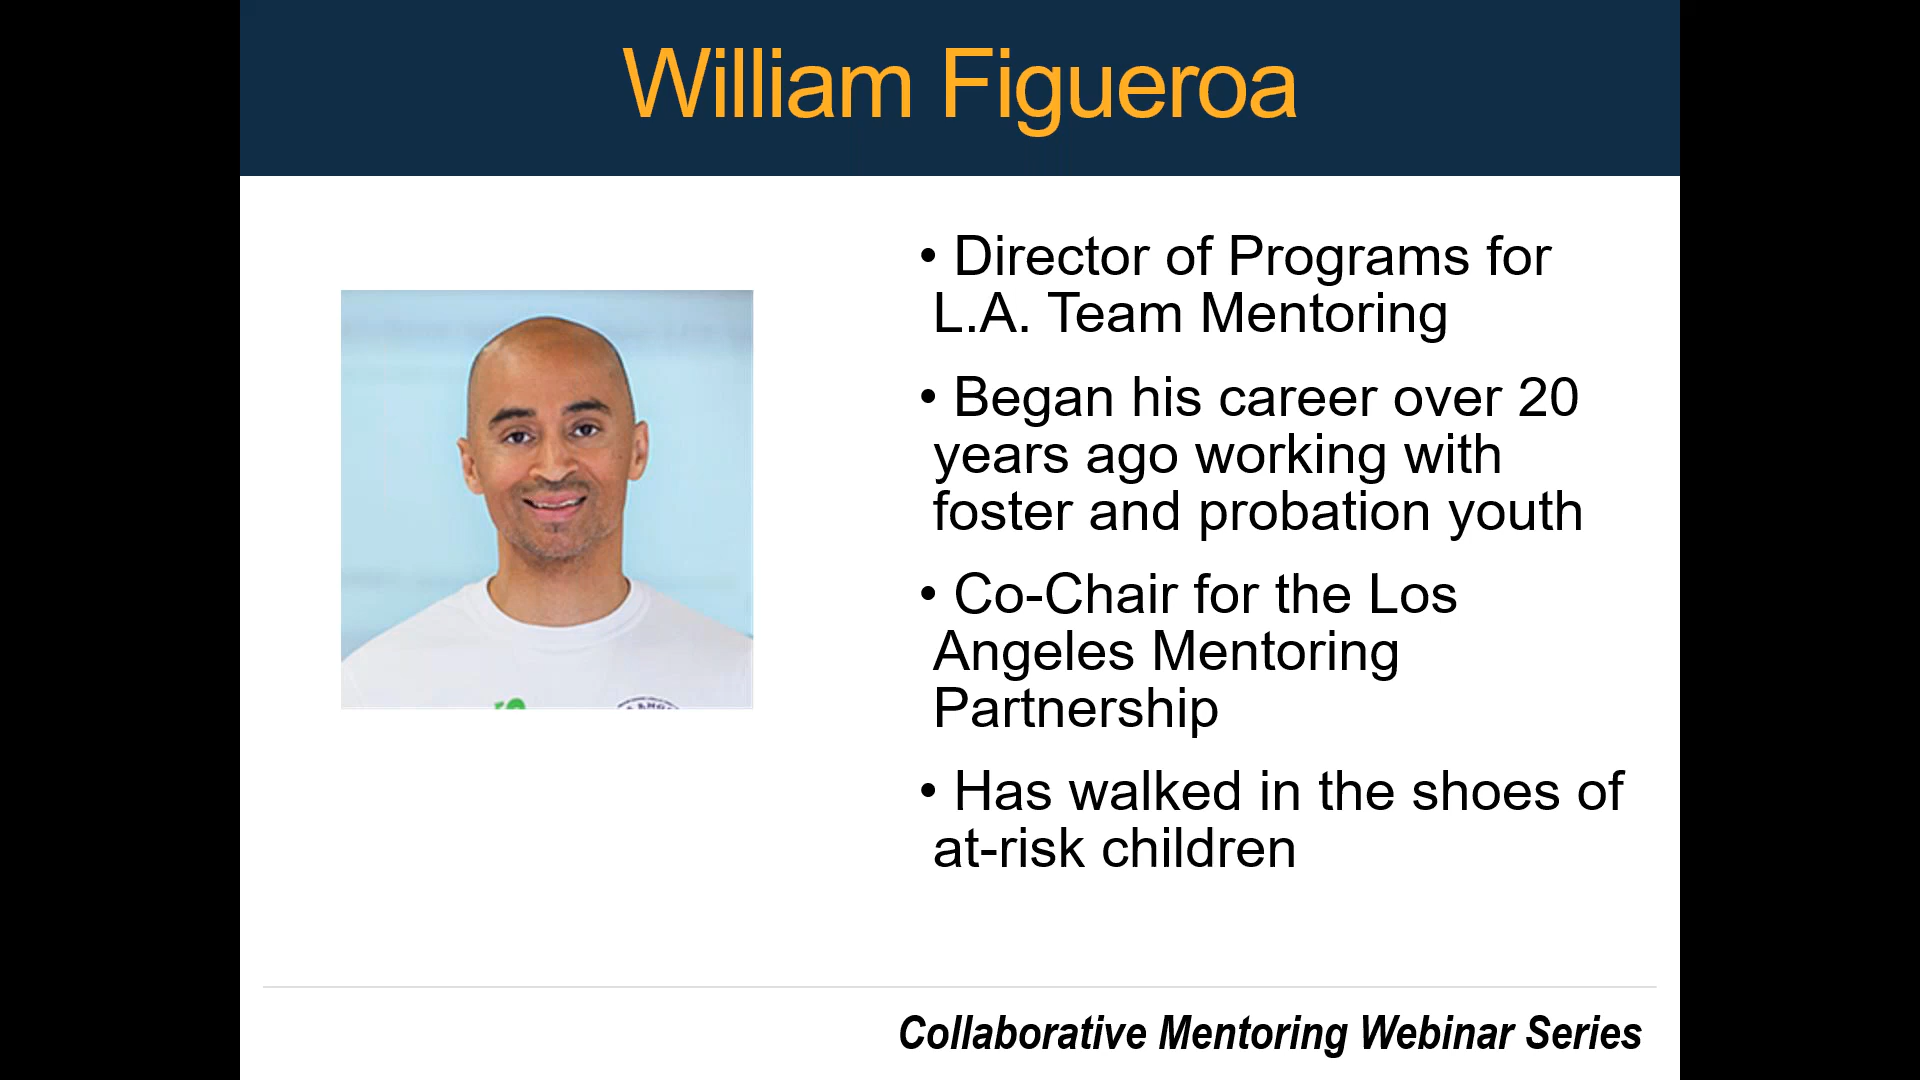 William Figueroa
• Director of Programs for
L.A. Team Mentoring
• Began his career over 20
years ago working with
foster and probation youth
• Co-Chair for the Los
Angeles Mentoring
Partnership
• Has walked in the shoes of
at-risk children
Collaborative Mentoring Webinar Series